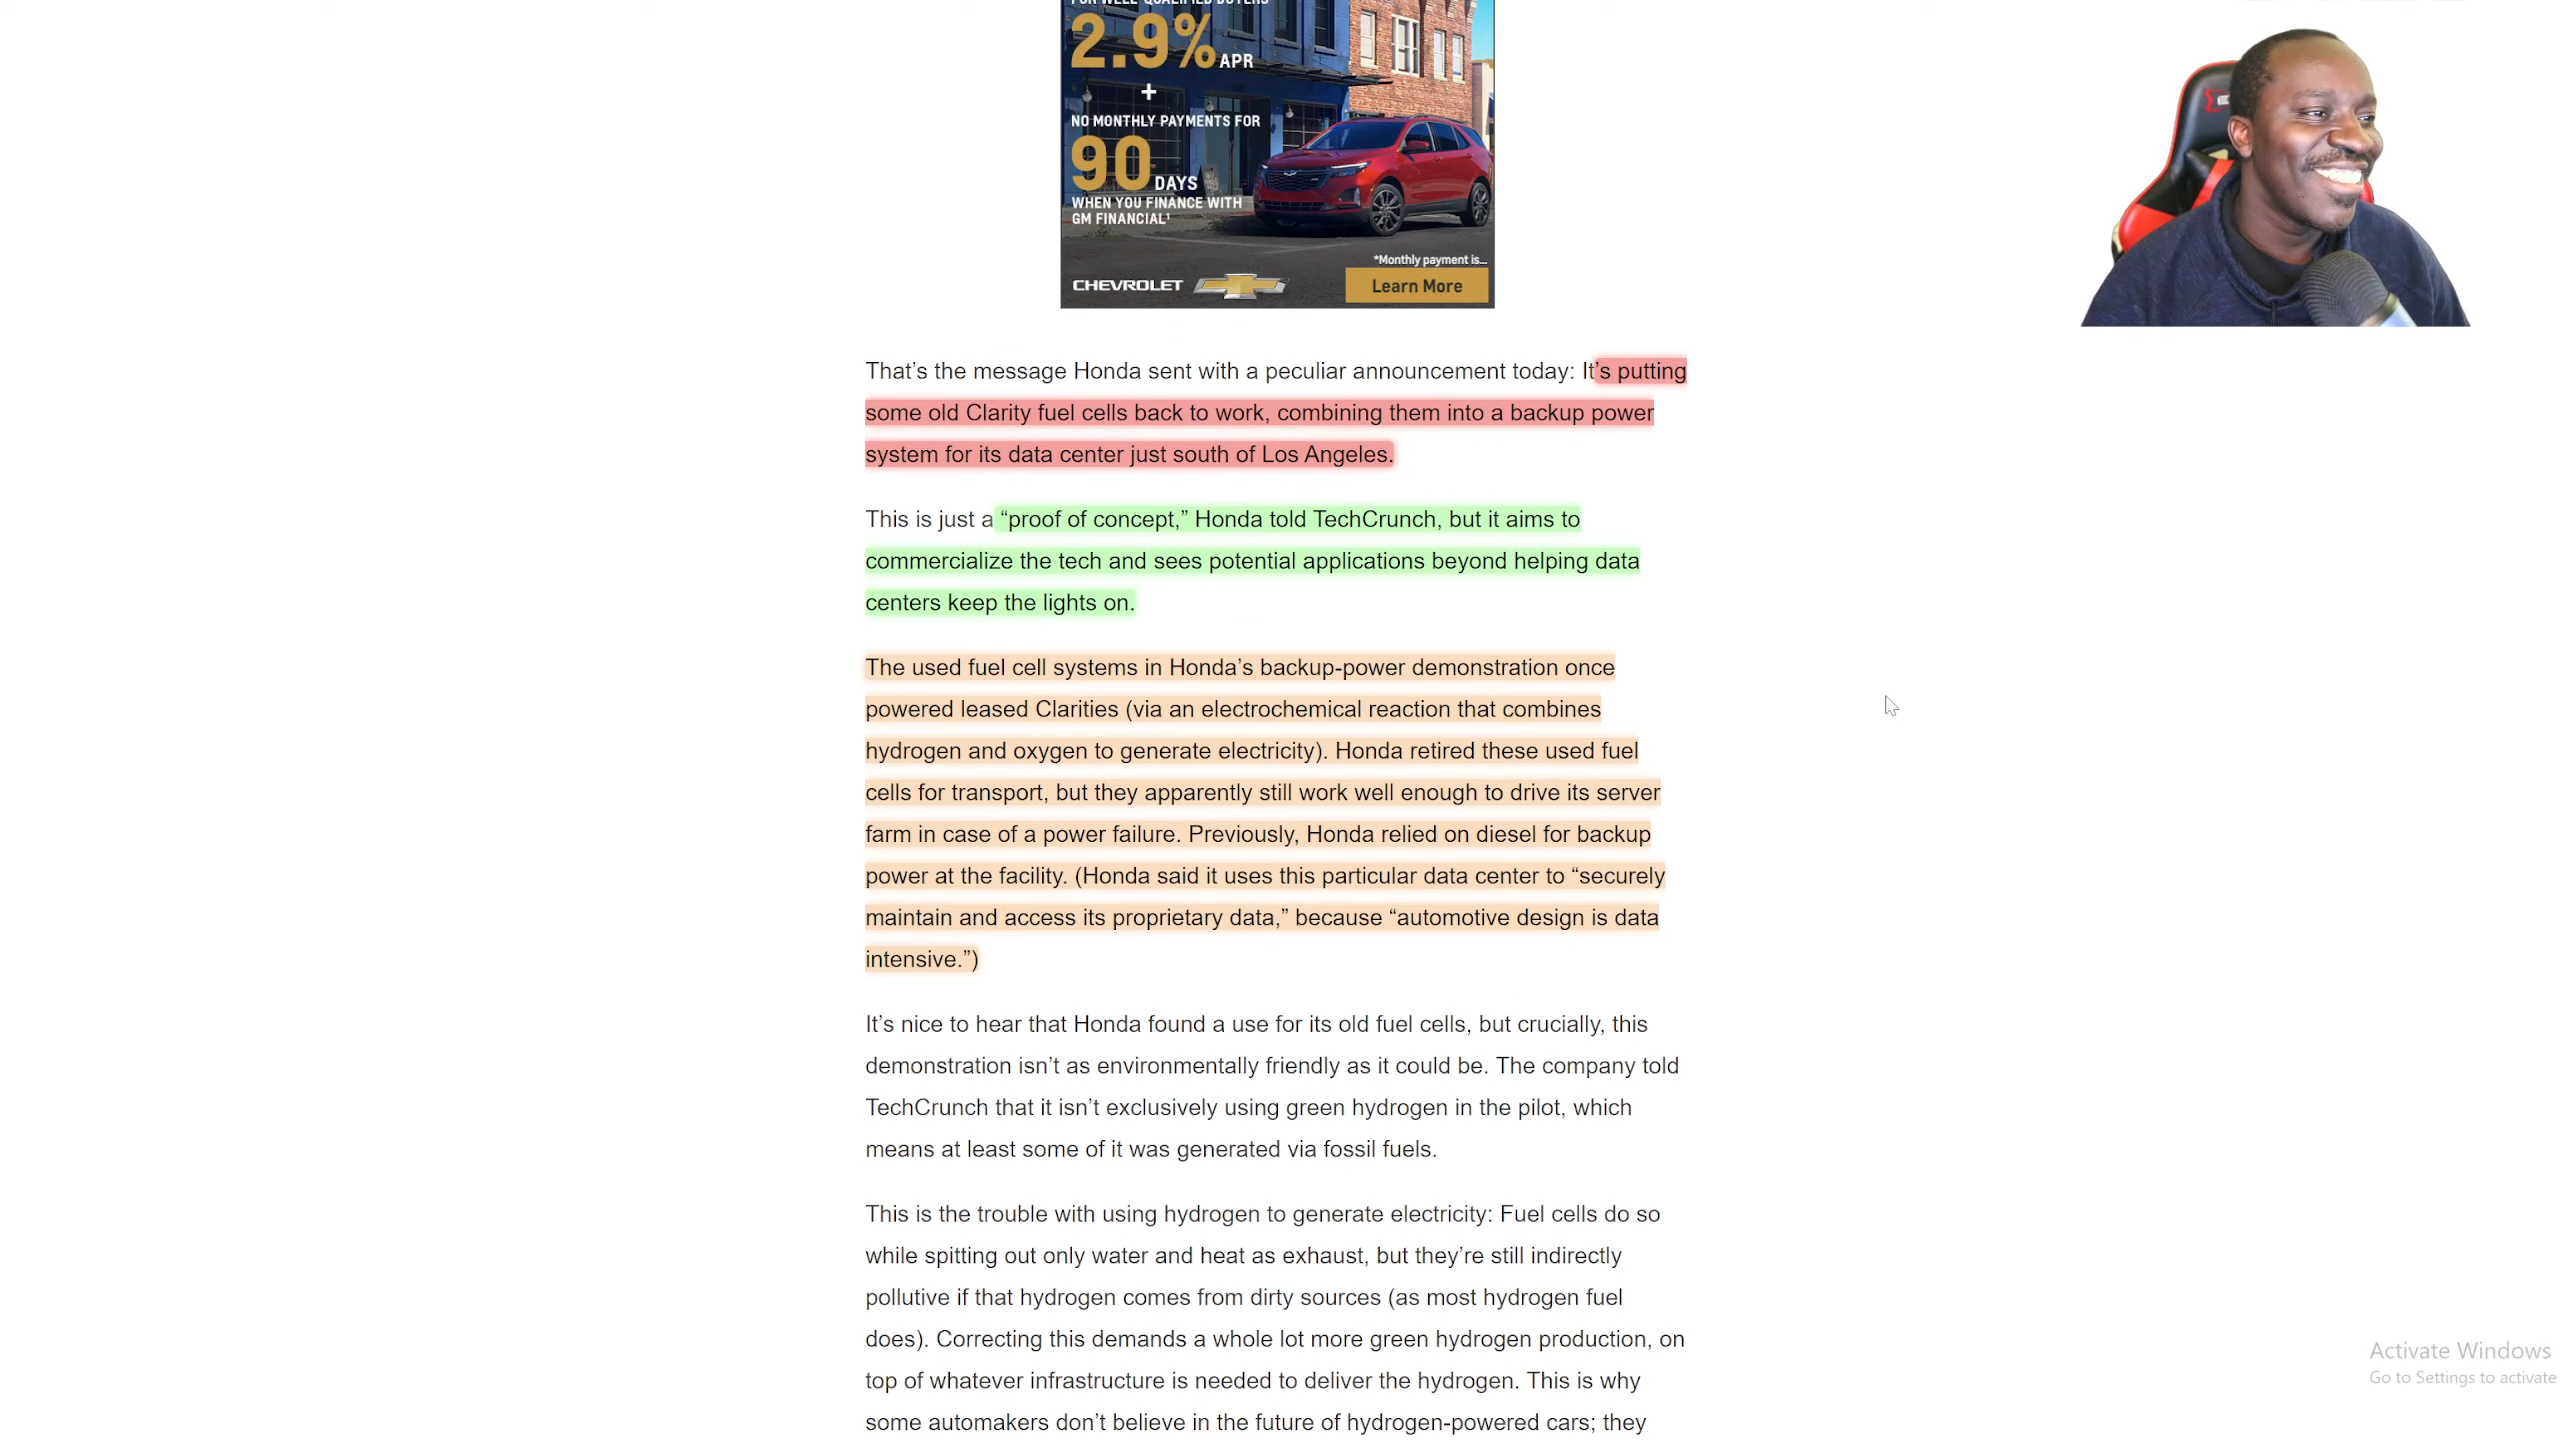 FOR WELL-QUALIFIED BUYERS
2.9% APR
+
NO MONTHLY PAYMENTS FOR
90 DAYS
WHEN YOU FINANCE WITH
GM FINANCIAL¹
*Monthly payment is...
CHEVROLET
Learn More
That’s the message Honda sent with a peculiar announcement today: It’s putting
some old Clarity fuel cells back to work, combining them into a backup power
system for its data center just south of Los Angeles.
This is just a “proof of concept,” Honda told TechCrunch, but it aims to
commercialize the tech and sees potential applications beyond helping data
centers keep the lights on.
The used fuel cell systems in Honda’s backup-power demonstration once
powered leased Clarities (via an electrochemical reaction that combines
hydrogen and oxygen to generate electricity). Honda retired these used fuel
cells for transport, but they apparently still work well enough to drive its server
farm in case of a power failure. Previously, Honda relied on diesel for backup
power at the facility. (Honda said it uses this particular data center to “securely
maintain and access its proprietary data,” because “automotive design is data
intensive.”)
It’s nice to hear that Honda found a use for its old fuel cells, but crucially, this
demonstration isn’t as environmentally friendly as it could be. The company told
TechCrunch that it isn’t exclusively using green hydrogen in the pilot, which
means at least some of it was generated via fossil fuels.
This is the trouble with using hydrogen to generate electricity: Fuel cells do so
while spitting out only water and heat as exhaust, but they’re still indirectly
pollutive if that hydrogen comes from dirty sources (as most hydrogen fuel
does). Correcting this demands a whole lot more green hydrogen production, on
top of whatever infrastructure is needed to deliver the hydrogen. This is why
some automakers don’t believe in the future of hydrogen-powered cars; they
Activate Windows
Go to Settings to activate